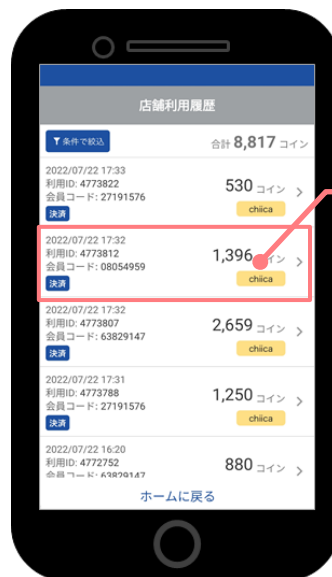 店舗利用履歴
条件で絞込
合計 8,817 コイン
2022/07/22 17:33
利用ID: 4773822
会員コード: 27191576
決済
530 コイン
chiica
2022/07/22 17:32
利用ID: 4773812
会員コード: 08054959
決済
1,396 コイン
chiica
2022/07/22 17:32
利用ID: 4773807
会員コード: 63829147
決済
2,659 コイン
chiica
2022/07/22 17:31
利用ID: 4773788
会員コード: 27191576
決済
1,250 コイン
chiica
2022/07/22 16:20
利用ID: 4772752
会員コード: 63829147
880 コイン
ホームに戻る